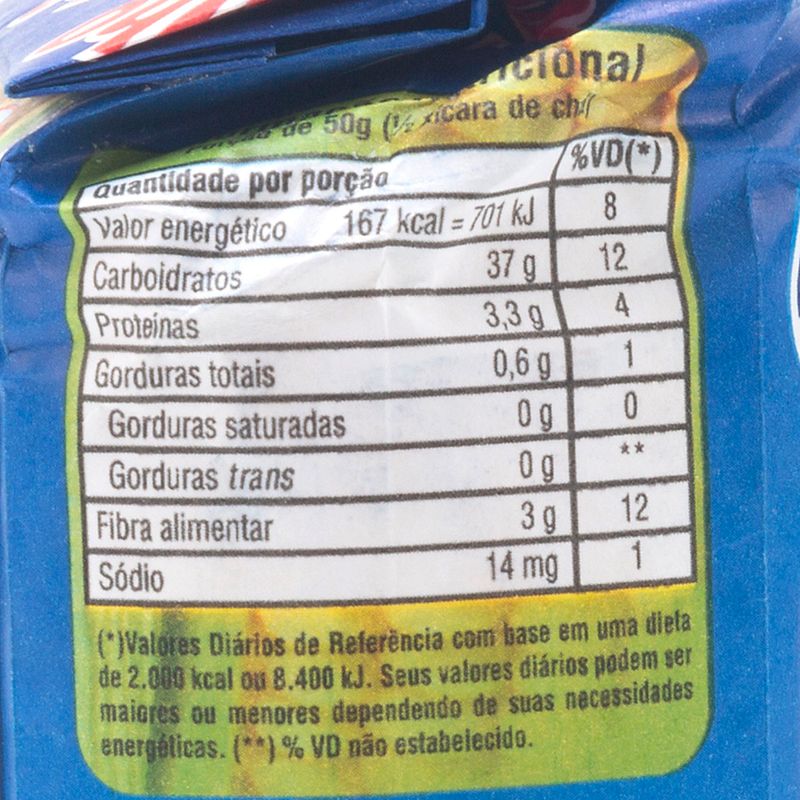 de 50g
Quantidade por porção %VD(*)
Valor energético 167 kcal = 701 kJ 8
Carboidratos 37 g 12
Proteínas 3,3 g 4
Gorduras totais 0,6 g 1
Gorduras saturadas 0 g 0
Gorduras trans 0 g **
Fibra alimentar 3 g 12
Sódio 14 mg 1
(*)Valores Diários de Referência com base em uma dieta
de 2.000 kcal ou 8.400 kJ. Seus valores diários podem ser
maiores ou menores dependendo de suas necessidades
energéticas. (**) % VD não estabelecido.